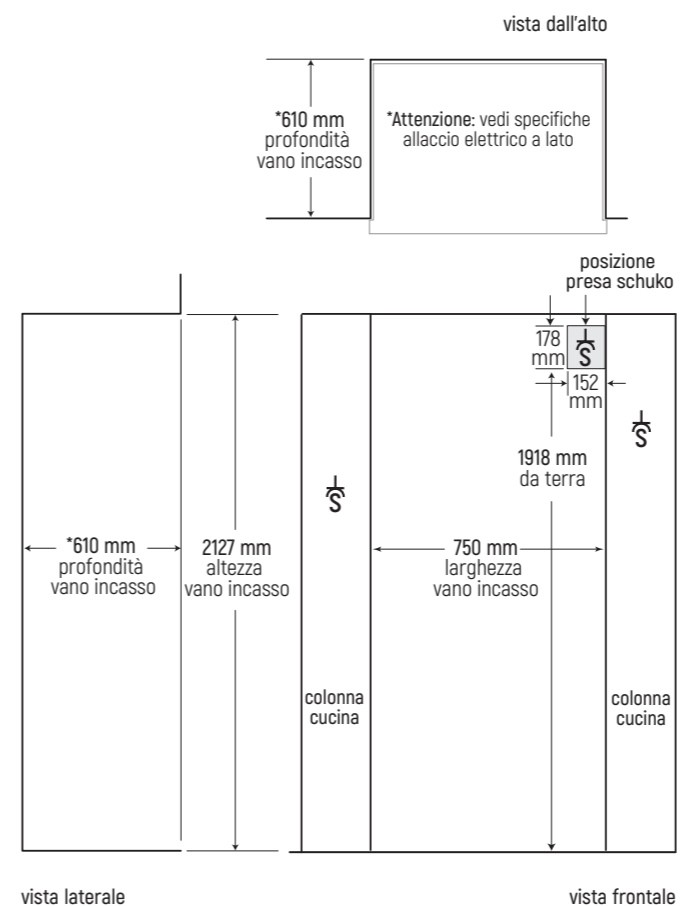 vista dall'alto
*610 mm
profondità
vano incasso
*Attenzione: vedi specifiche
allaccio elettrico a lato
posizione
presa schuko
178
mm
S
152
mm
S
1918 mm
da terra
S
*610 mm
profondità
vano incasso
2127 mm
altezza
vano incasso
750 mm
larghezza
vano incasso
colonna
cucina
colonna
cucina
vista laterale
vista frontale